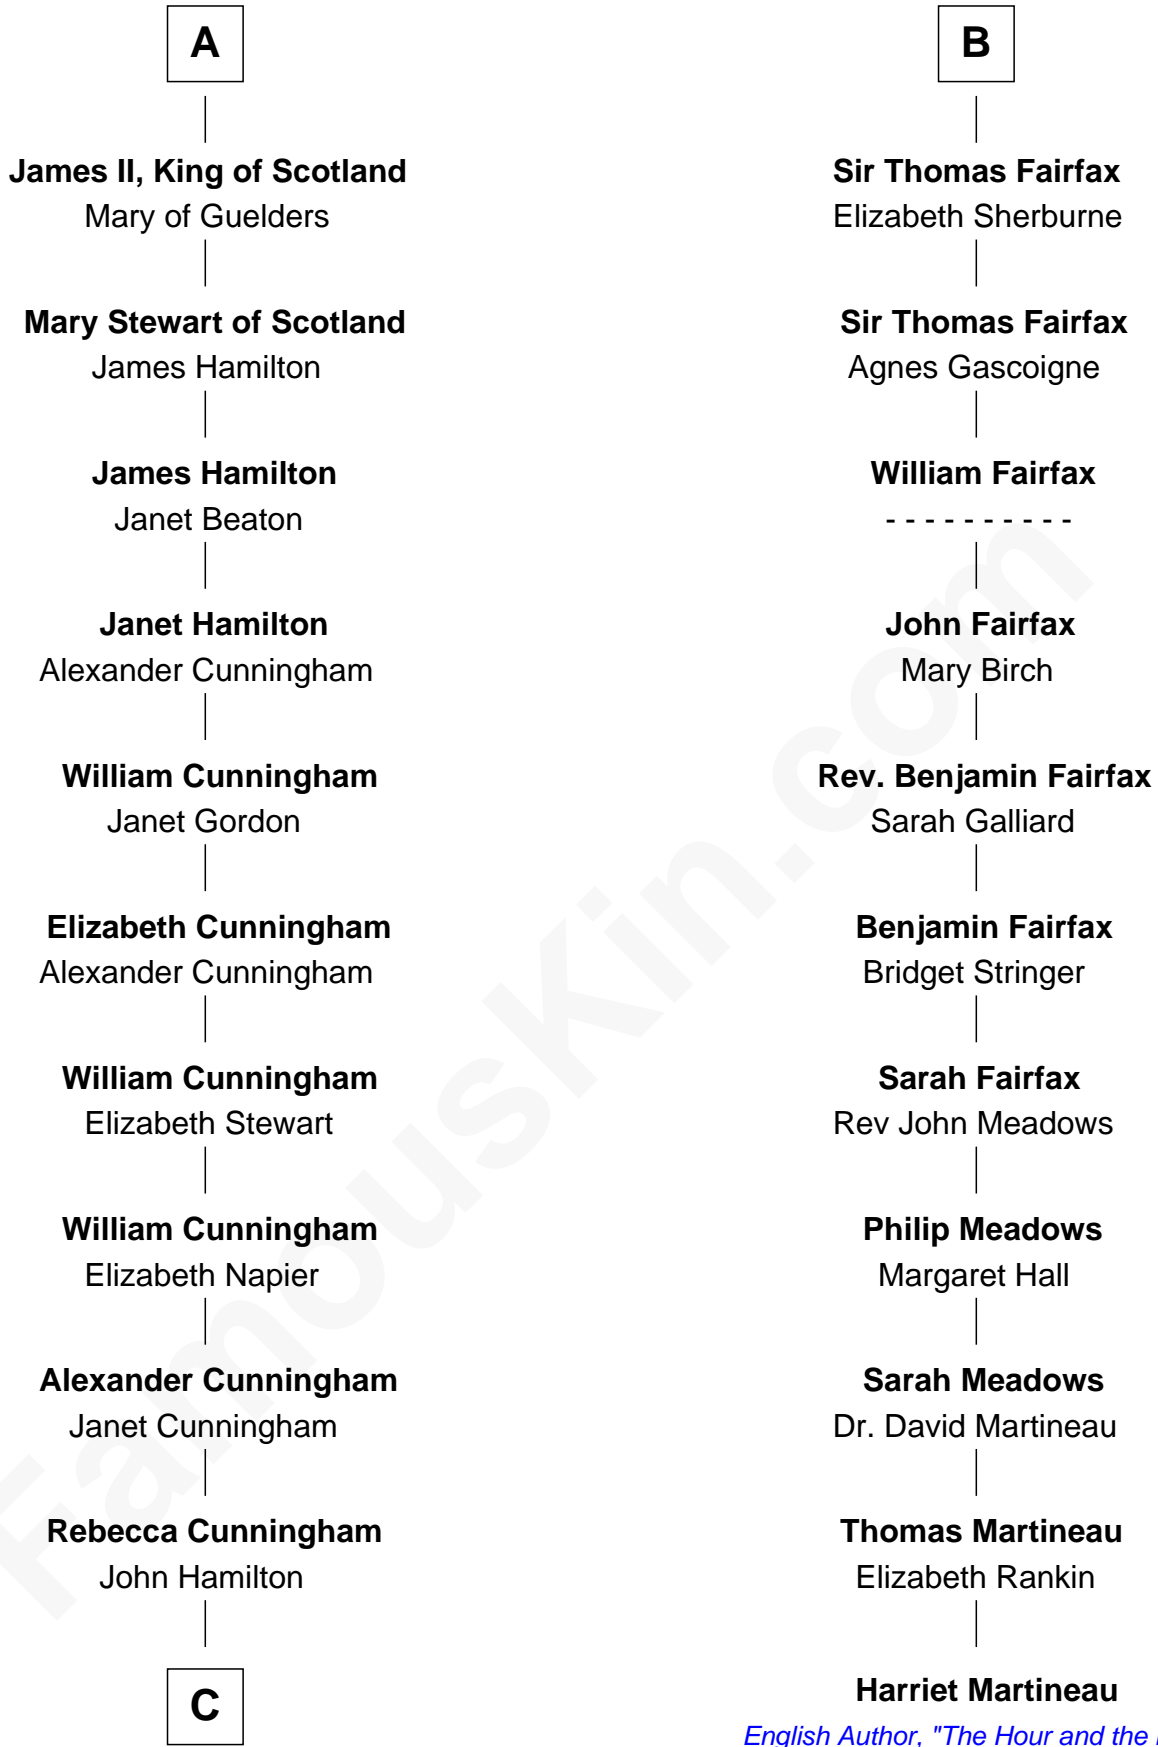 A
James II, King of Scotland
Mary of Guelders
Mary Stewart of Scotland
James Hamilton
James Hamilton
Janet Beaton
Janet Hamilton
Alexander Cunningham
William Cunningham
Janet Gordon
Elizabeth Cunningham
Alexander Cunningham
William Cunningham
Elizabeth Stewart
William Cunningham
Elizabeth Napier
Alexander Cunningham
Janet Cunningham
Rebecca Cunningham
John Hamilton
C
B
Sir Thomas Fairfax
Elizabeth Sherburne
Sir Thomas Fairfax
Agnes Gascoigne
William Fairfax
- - - - - - - - - -
John Fairfax
Mary Birch
Rev. Benjamin Fairfax
Sarah Galliard
Benjamin Fairfax
Bridget Stringer
Sarah Fairfax
Rev John Meadows
Philip Meadows
Margaret Hall
Sarah Meadows
Dr. David Martineau
Thomas Martineau
Elizabeth Rankin
Harriet Martineau
English Author, "The Hour and the
FamousKin.com